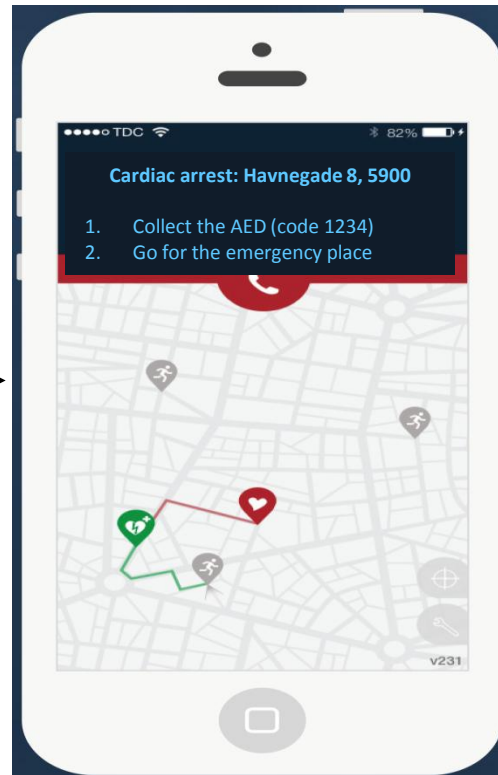 TDC 82%
Cardiac arrest: Havnegade 8, 5900
1. Collect the AED (code 1234)
2. Go for the emergency place
v231